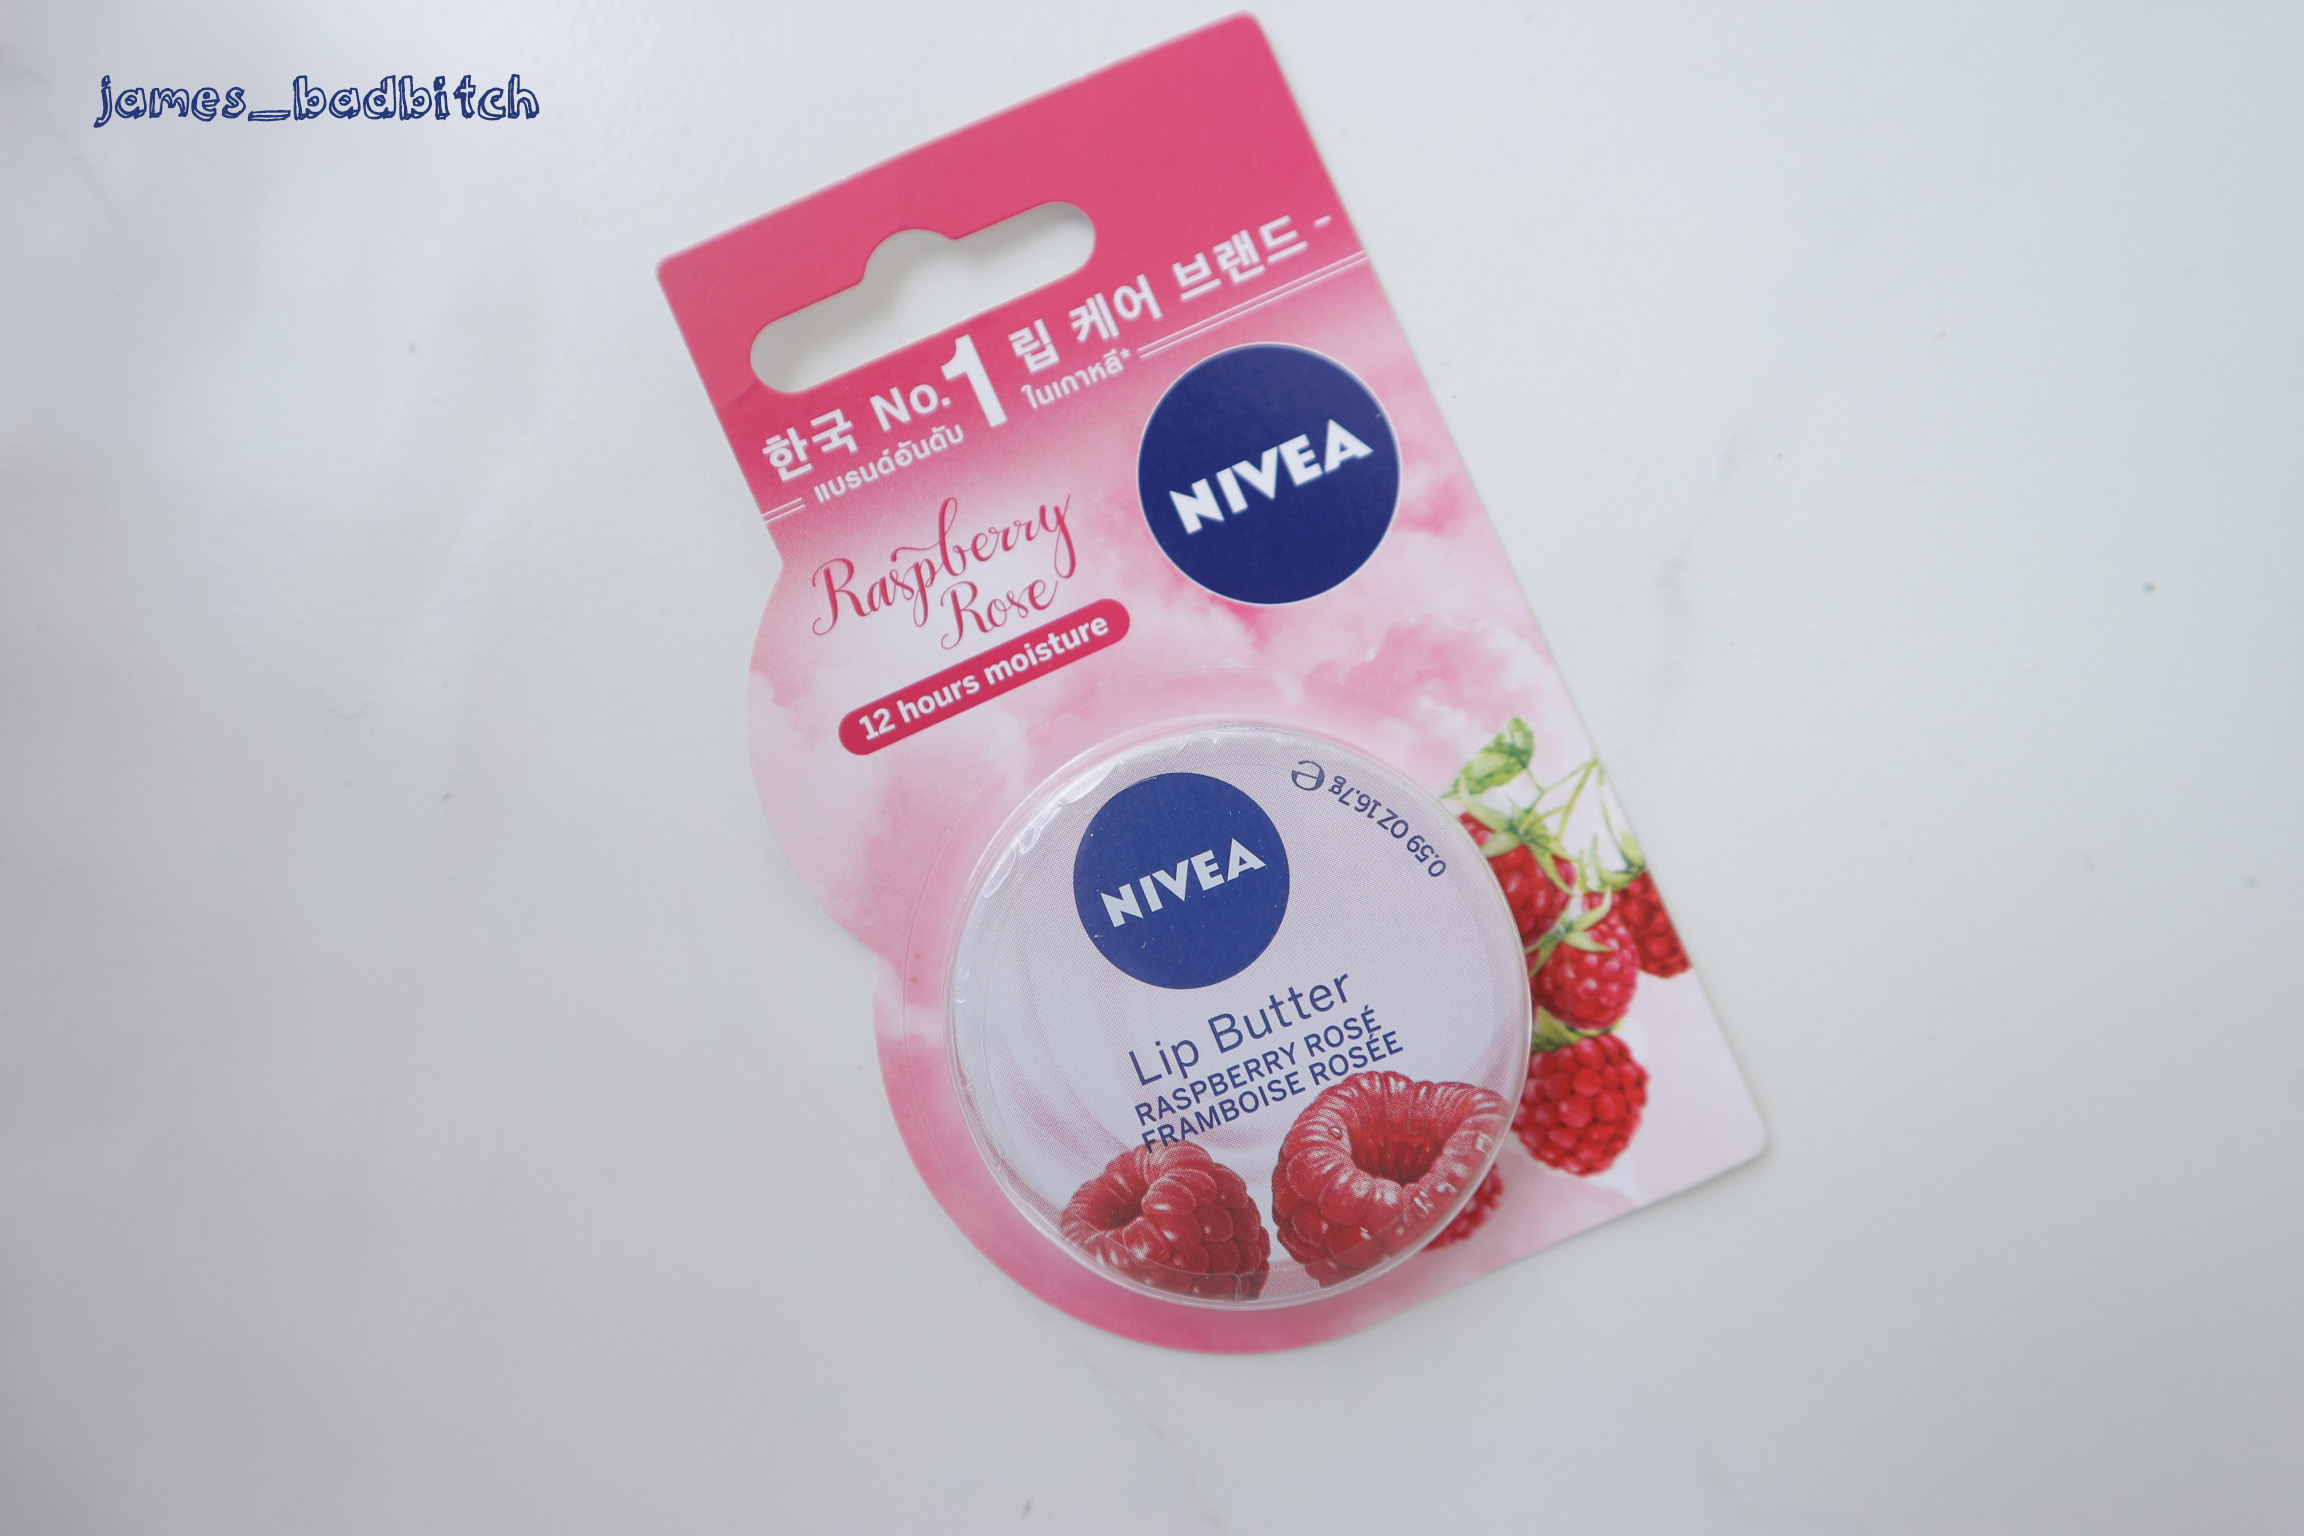 james_badbitch
한국 No.1 립 케어 브랜드 -
แบรนด์อันดับ ในเกาหลี*
NIVEA
Raspberry
Rose
12 hours moisture
NIVEA
0.59 OZ 16.7g ℮
Lip Butter
RASPBERRY ROSÉ
FRAMBOISE ROSÉE